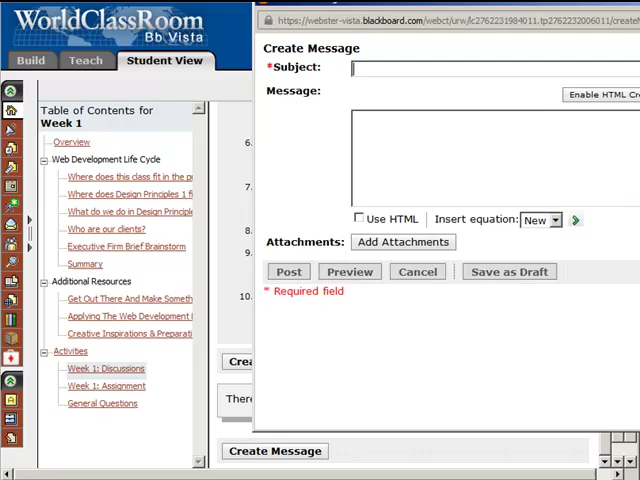 WorldClassRoom
Bb Vista
Build
Teach
Student View
Table of Contents for
Week 1
Overview
Web Development Life Cycle
Where does this class fit in the p
Where does Design Principles 1 fi
What do we do in Design Principle
Who are our clients?
Executive Firm Brief Brainstorm
Summary
Additional Resources
Get Out There And Make Someth
Applying The Web Development L
Creative Inspirations & Preparati
Activities
Week 1: Discussions
Week 1: Assignment
General Questions
6.
7.
8.
9.
10.
Crea
There
Create Message
https://webster-vista.blackboard.com/webct/urw/lc2762231984011.tp2762232006011/createM
Create Message
*Subject:
Message:
Enable HTML Cre
Use HTML
Insert equation:
New
Attachments:
Add Attachments
Post
Preview
Cancel
Save as Draft
* Required field